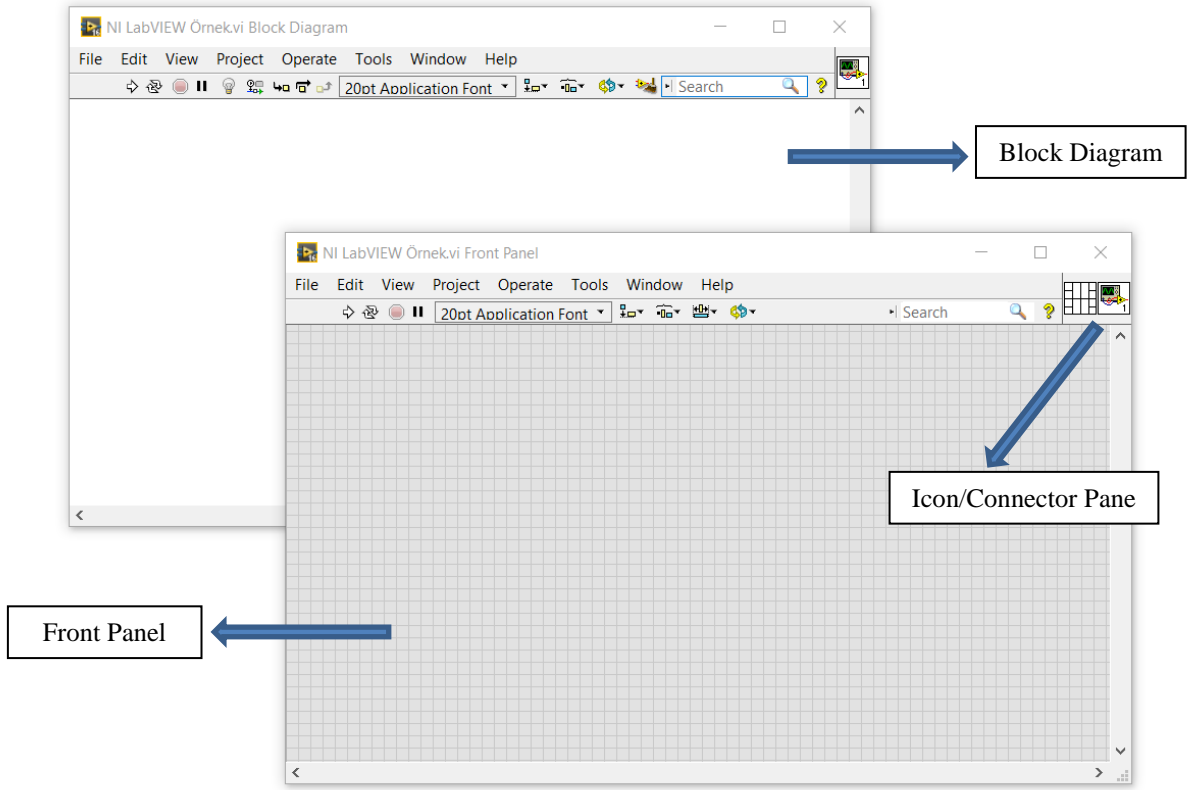 NI LabVIEW Örnek.vi Block Diagram
File Edit View Project Operate Tools Window Help
20pt Application Font Search
1
Block Diagram
NI LabVIEW Örnek.vi Front Panel
File Edit View Project Operate Tools Window Help
20pt Application Font Search
1
Icon/Connector Pane
Front Panel